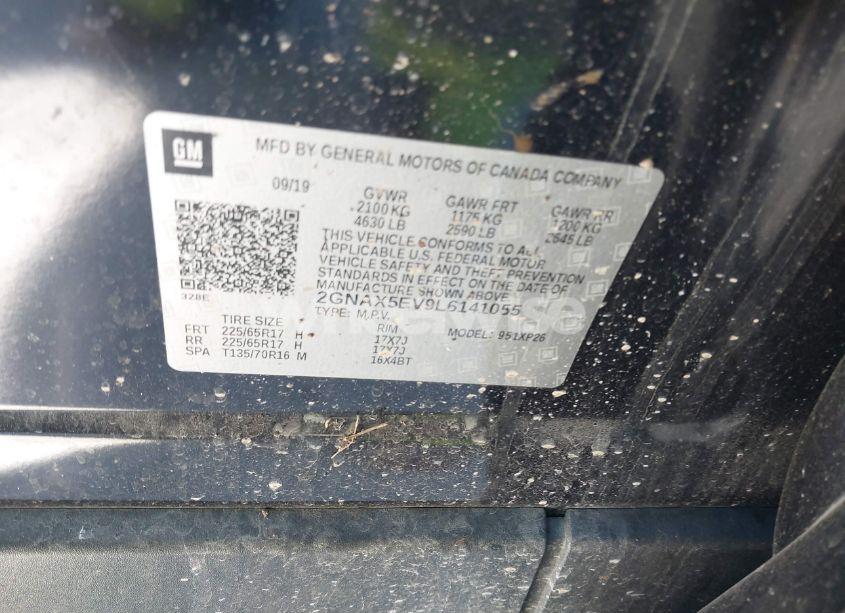 GM
MFD BY GENERAL MOTORS OF CANADA COMPANY
09/19 GVWR GAWR FRT GAWR RR
2100 KG 1175 KG 1200 KG
4630 LB 2590 LB 2645 LB
THIS VEHICLE CONFORMS TO ALL
APPLICABLE U.S. FEDERAL MOTOR
VEHICLE SAFETY AND THEFT PREVENTION
STANDARDS IN EFFECT ON THE DATE OF
MANUFACTURE SHOWN ABOVE
328E
2GNAX5EV9L6141055
TYPE: M.P.V. MODEL: 951XP26
TIRE SIZE RIM
FRT 225/65R17 H 17X7J
RR 225/65R17 H 17X7J
SPA T135/70R16 M 16X4BT